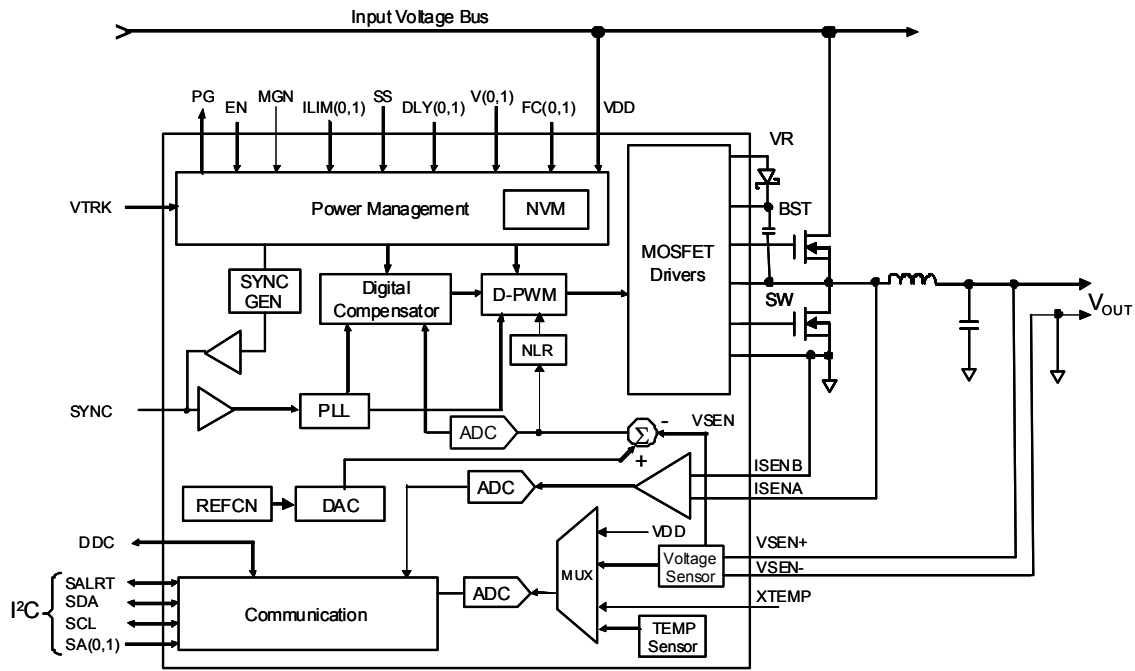 Input Voltage Bus
PG
EN
MGN
ILIM(0,1)
SS
DLY(0,1)
V(0,1)
FC(0,1)
VDD
VR
VTRK
Power Management
NVM
BST
MOSFET
Drivers
SYNC
GEN
Digital
Compensator
D-PWM
SW
VOUT
NLR
SYNC
PLL
ADC
Σ
-
+
VSEN
ISENB
ISENA
ADC
REFCN
DAC
DDC
VDD
MUX
Voltage
Sensor
VSEN+
VSEN-
I²C
SALRT
SDA
SCL
SA(0,1)
Communication
ADC
XTEMP
TEMP
Sensor